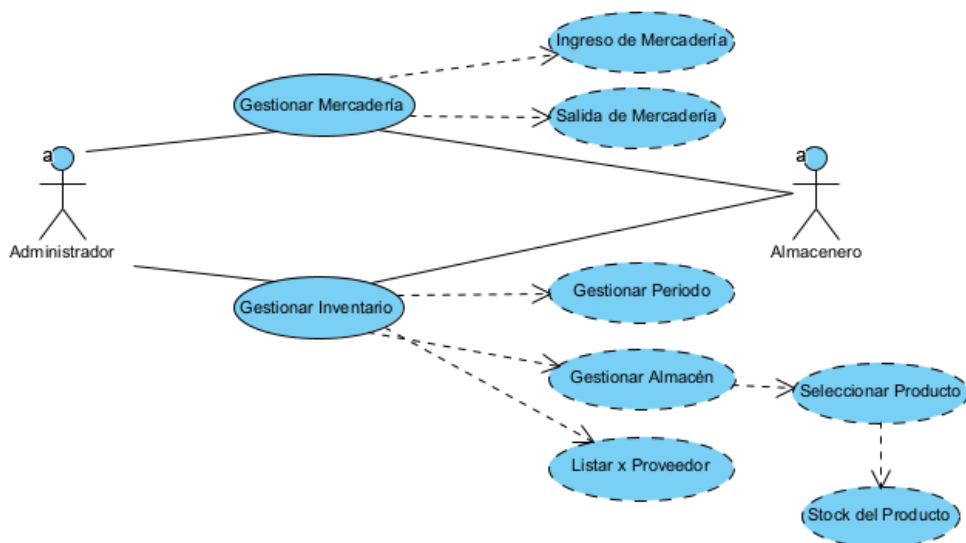 Ingreso de Mercadería
Gestionar Mercadería
Salida de Mercadería
a
a
Administrador
Almacenero
Gestionar Inventario
Gestionar Periodo
Gestionar Almacén
Seleccionar Producto
Listar x Proveedor
Stock del Producto